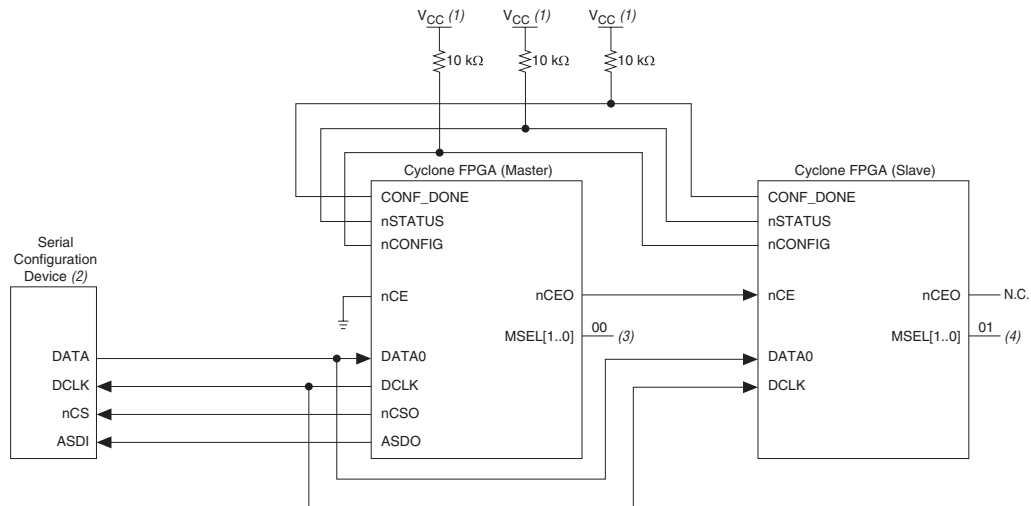 VCC (1) VCC (1) VCC (1)
10 kΩ 10 kΩ 10 kΩ
Cyclone FPGA (Master)
CONF_DONE
nSTATUS
nCONFIG
nCE
nCEO
MSEL[1..0] 00 (3)
DATA0
DCLK
nCSO
ASDO
Cyclone FPGA (Slave)
CONF_DONE
nSTATUS
nCONFIG
nCE
nCEO N.C.
MSEL[1..0] 01 (4)
DATA0
DCLK
Serial
Configuration
Device (2)
DATA
DCLK
nCS
ASDI